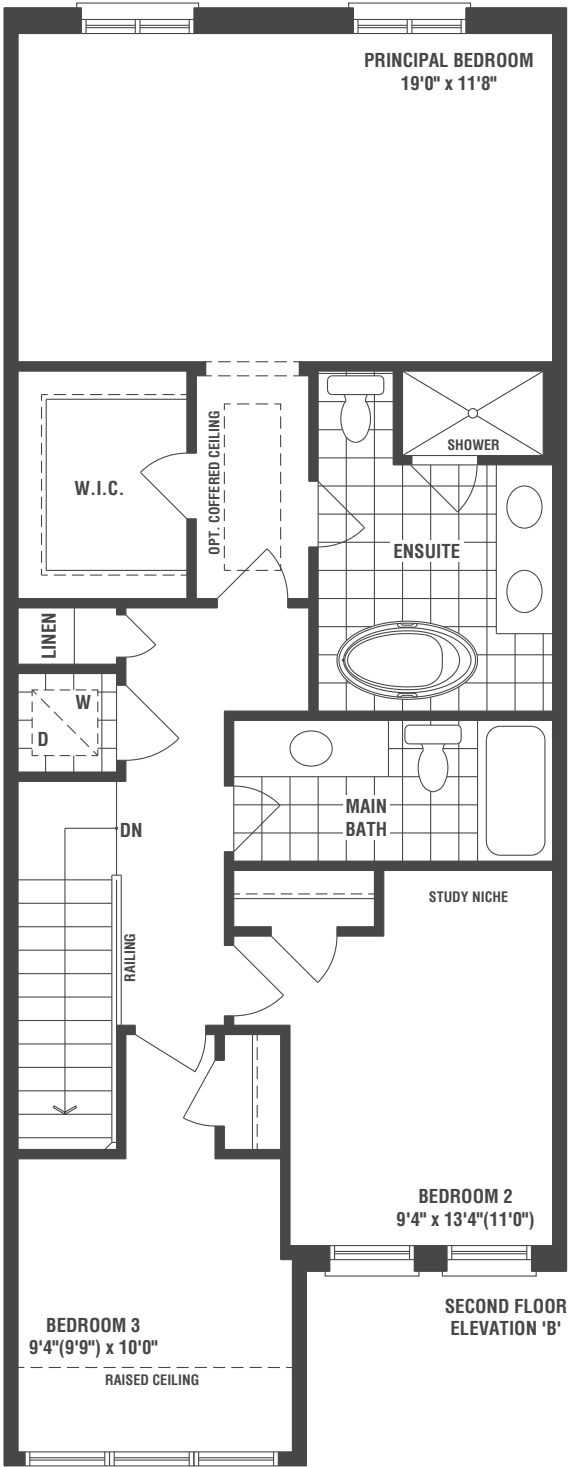 PRINCIPAL BEDROOM
19'0" x 11'8"
OPT. COFFERED CEILING
SHOWER
W.I.C.
ENSUITE
LINEN
W
D
DN
MAIN
BATH
STUDY NICHE
RAILING
BEDROOM 2
9'4" x 13'4"(11'0")
SECOND FLOOR
ELEVATION 'B'
BEDROOM 3
9'4"(9'9") x 10'0"
RAISED CEILING